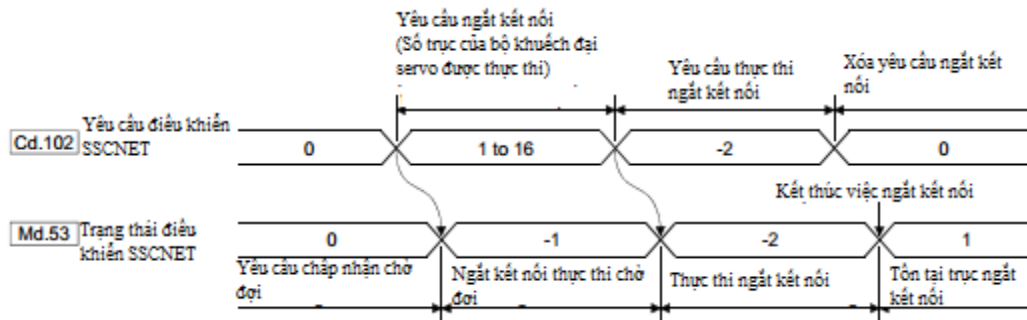 Yêu cầu ngắt kết nối
(Số trục của bộ khuếch đại
servo được thực thi)
Yêu cầu thực thi
ngắt kết nối
Xóa yêu cầu ngắt kết
nối
Cd.102 Yêu cầu điều khiển
SSCNET
0
1 to 16
-2
0
Kết thúc việc ngắt kết nối
Md.53 Trạng thái điều
khiển SSCNET
0
-1
-2
1
Yêu cầu chấp nhận chờ
đợi
Ngắt kết nối thực thi chờ
đợi
Thực thi ngắt kết nối
Tồn tại trục ngắt
kết nối